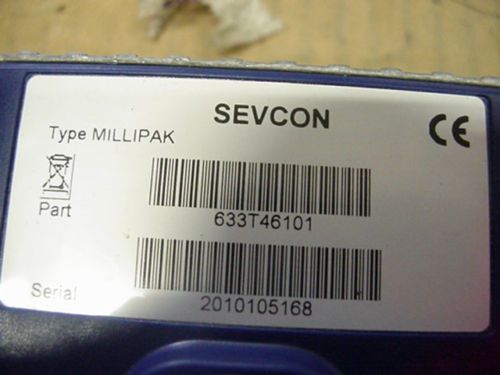 SEVCON
CE
Type MILLIPAK
Part
633T46101
Serial
2010105168